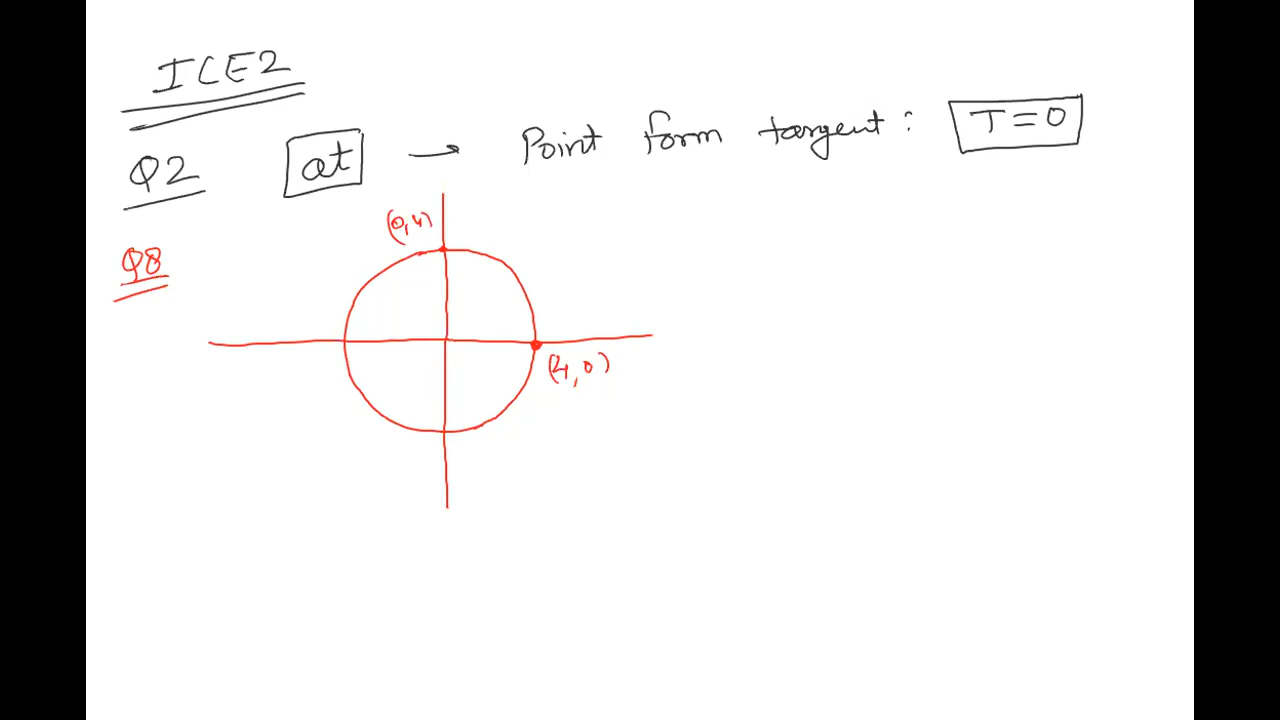 ICE2
Q2 at → Point form tangent: T=0
(0,4)
Q8
(4,0)